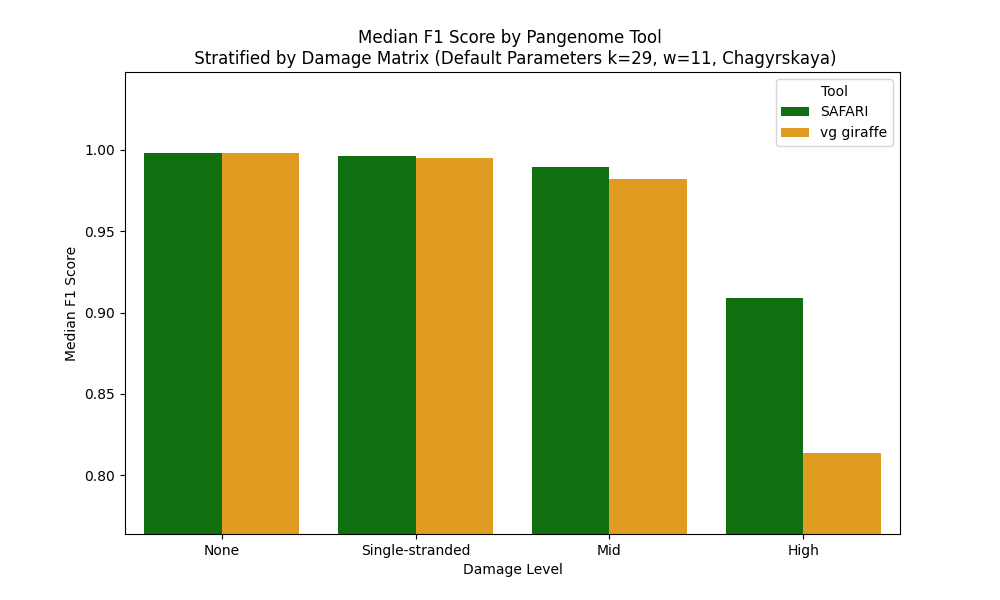 Median F1 Score by Pangenome Tool
Stratified by Damage Matrix (Default Parameters k=29, w=11, Chagyrskaya)
Tool
SAFARI
vg giraffe
1.00
0.95
0.90
0.85
0.80
Median F1 Score
None
Single-stranded
Mid
High
Damage Level